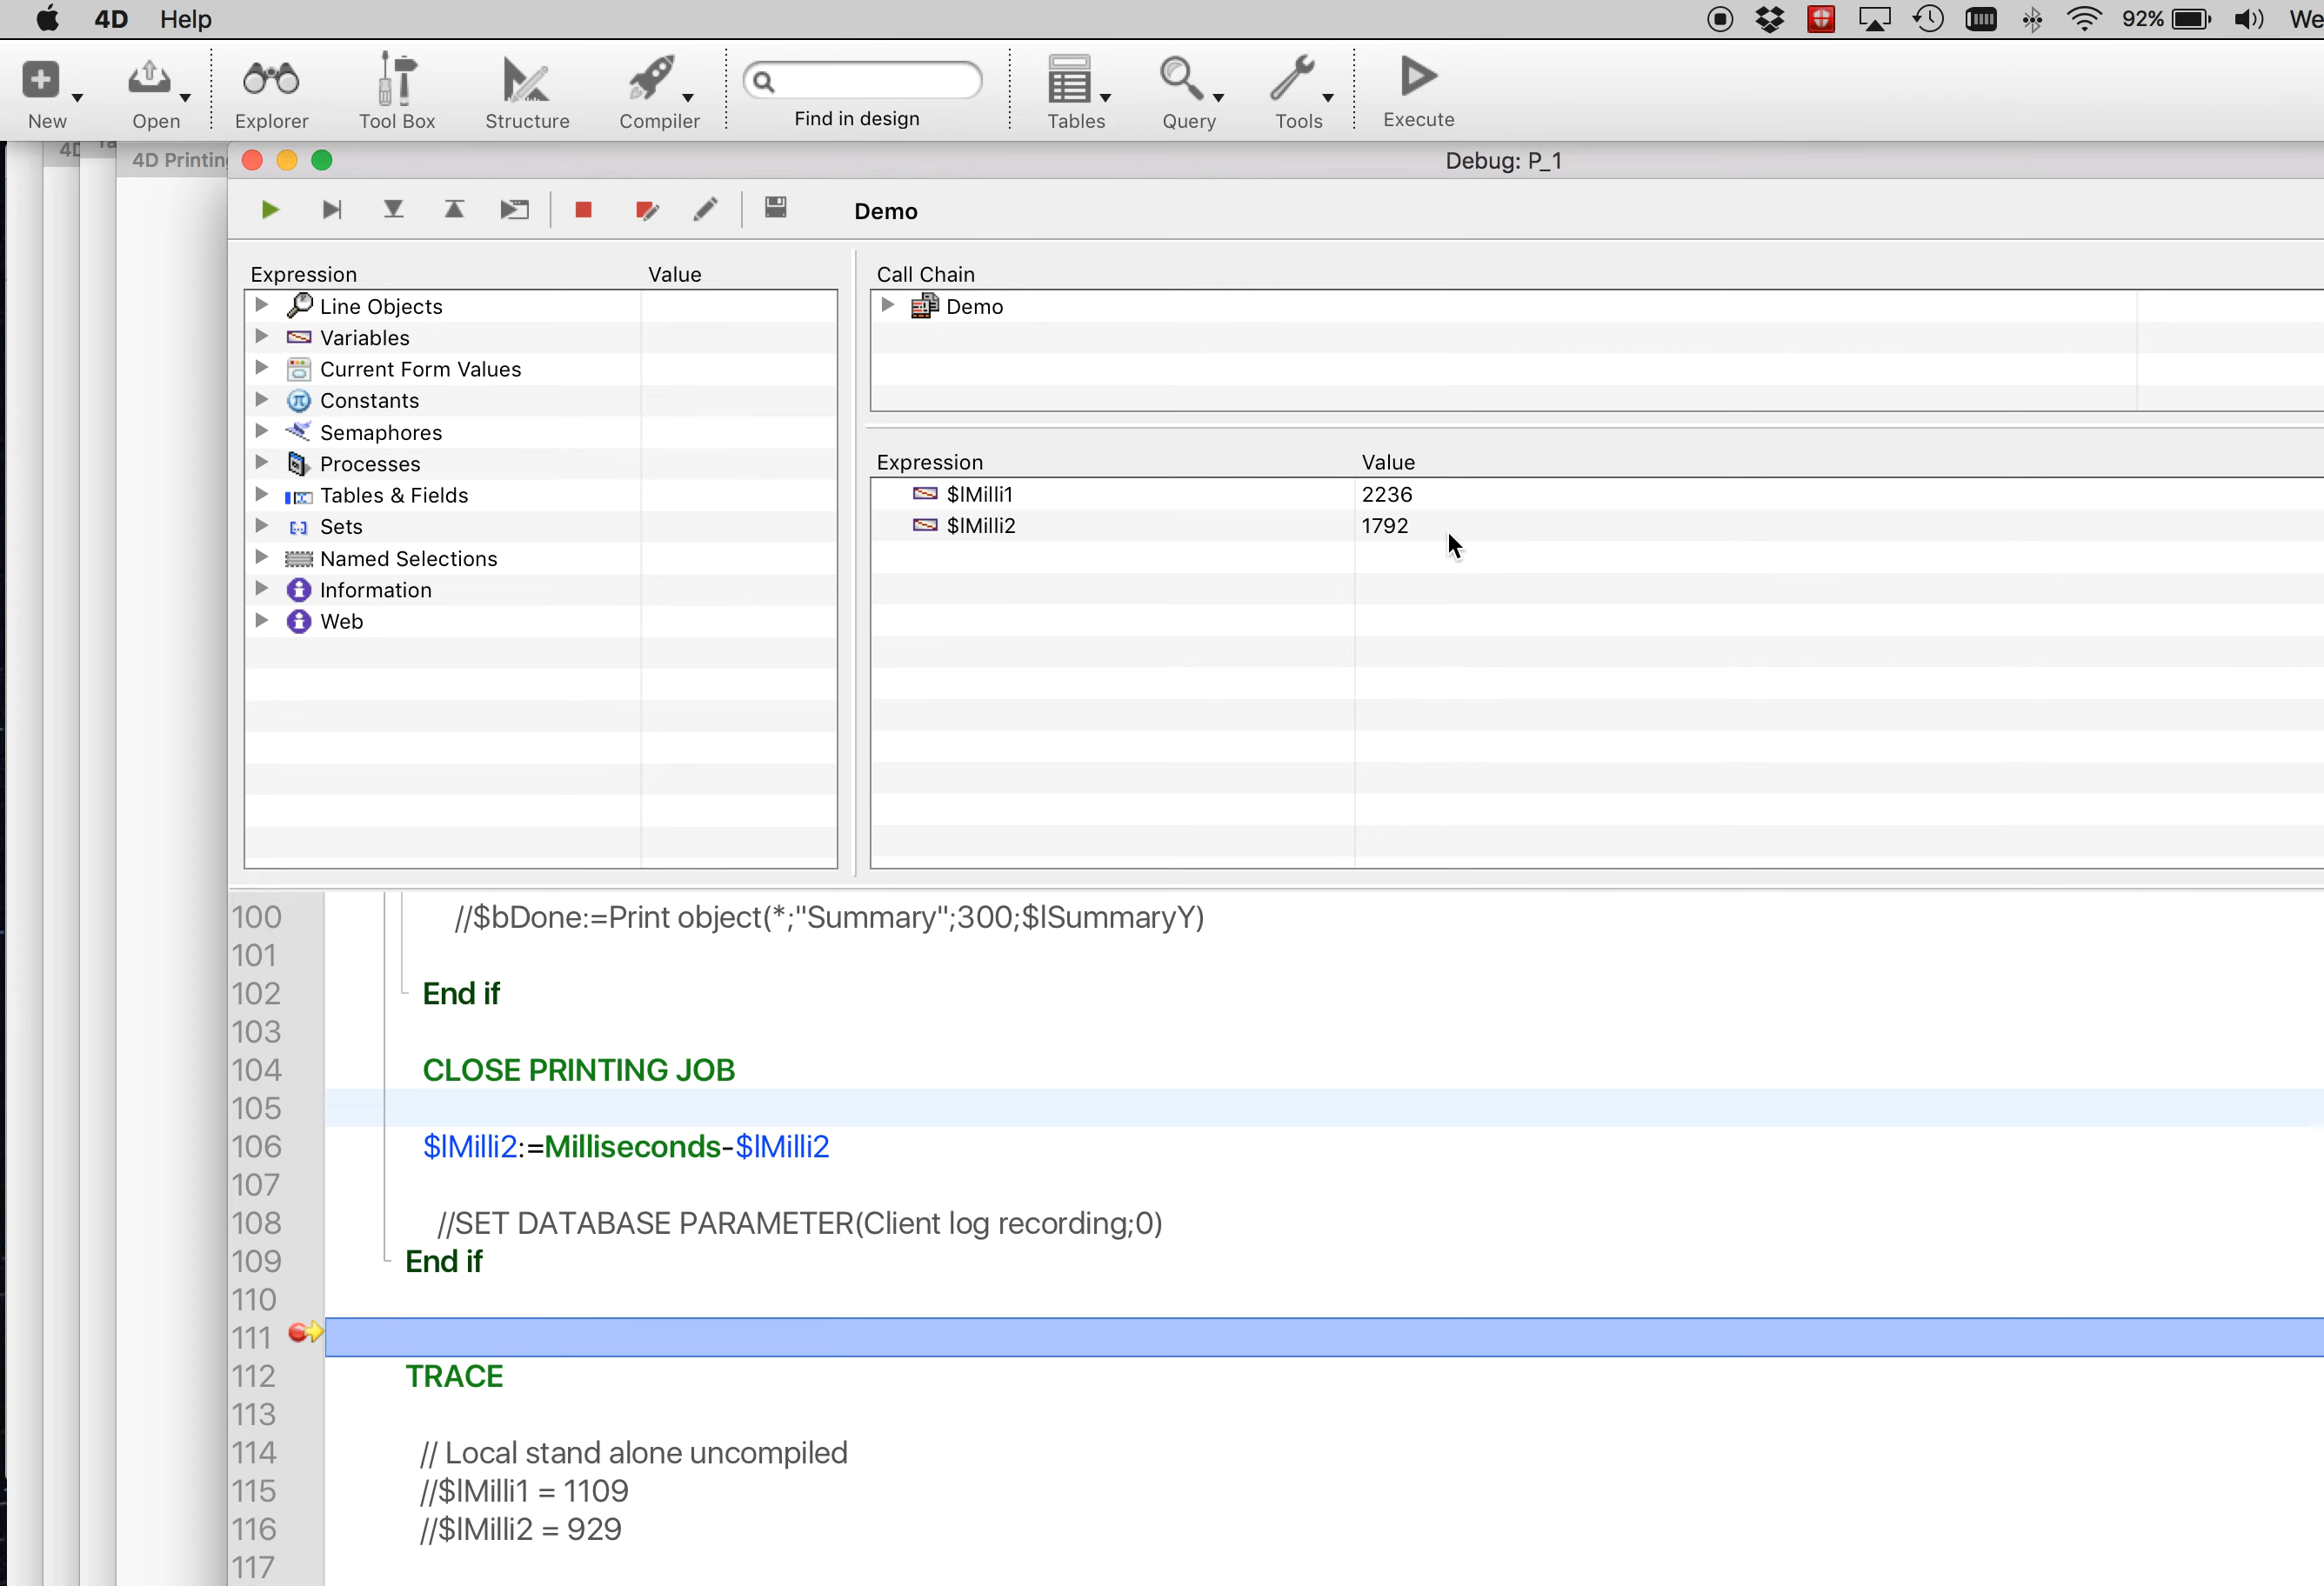 4D Help 92% We
New Open Explorer Tool Box Structure Compiler Find in design Tables Query Tools Execute
4D
4D Printing
Debug: P_1
Demo
Expression Value
Line Objects
Variables
Current Form Values
Constants
Semaphores
Processes
Tables & Fields
Sets
Named Selections
Information
Web
Call Chain
Demo
Expression Value
$lMilli1 2236
$lMilli2 1792
100 //$bDone:=Print object(*;"Summary";300;$lSummaryY)
101
102 End if
103
104 CLOSE PRINTING JOB
105
106 $lMilli2:=Milliseconds-$lMilli2
107
108 //SET DATABASE PARAMETER(Client log recording;0)
109 End if
110
111
112 TRACE
113
114 // Local stand alone uncompiled
115 //$lMilli1 = 1109
116 //$lMilli2 = 929
117